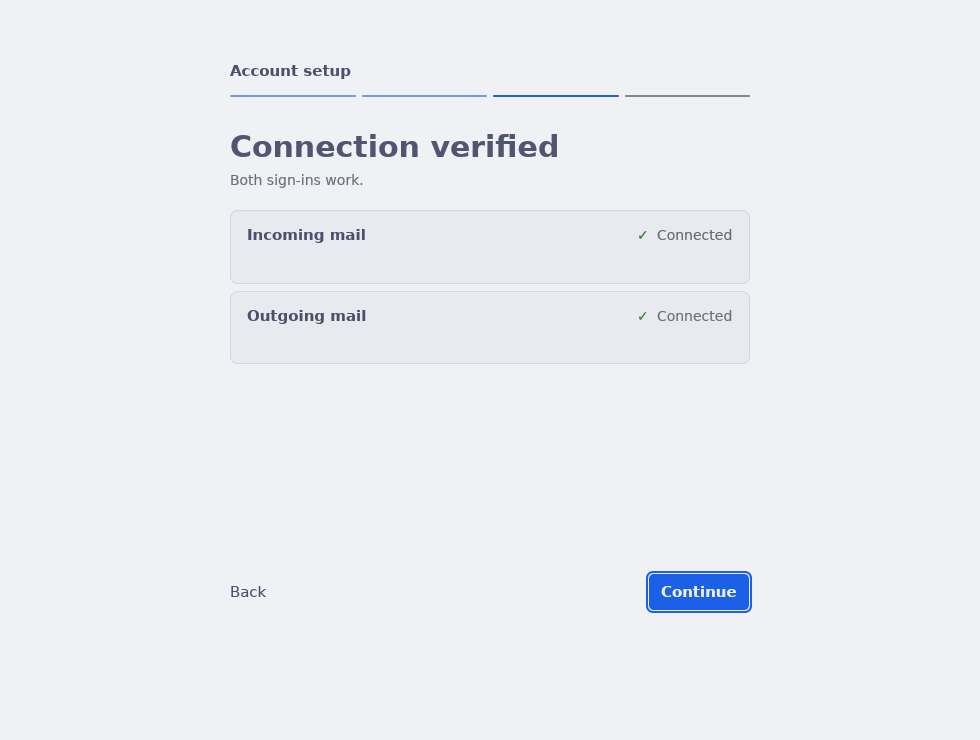 Account setup
Connection verified
Both sign-ins work.
Incoming mail ✓ Connected
Outgoing mail ✓ Connected
Back Continue